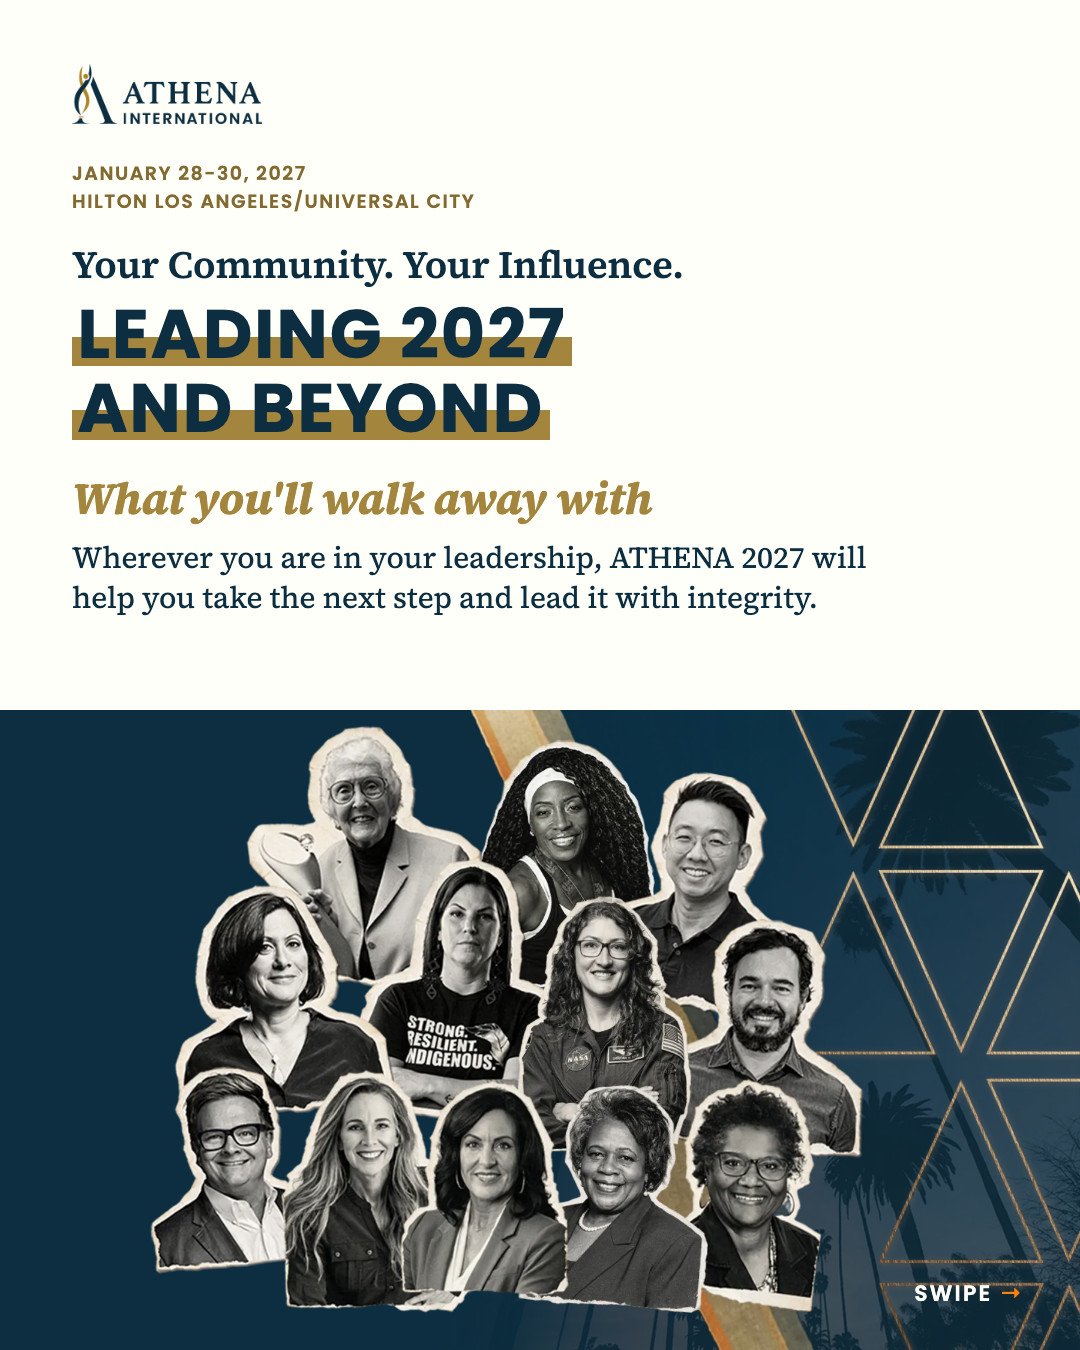 ATHENA
INTERNATIONAL
JANUARY 28-30, 2027
HILTON LOS ANGELES/UNIVERSAL CITY
Your Community. Your Influence.
LEADING 2027
AND BEYOND
What you'll walk away with
Wherever you are in your leadership, ATHENA 2027 will
help you take the next step and lead it with integrity.
STRONG.
RESILIENT.
INDIGENOUS.
NASA
SWIPE →